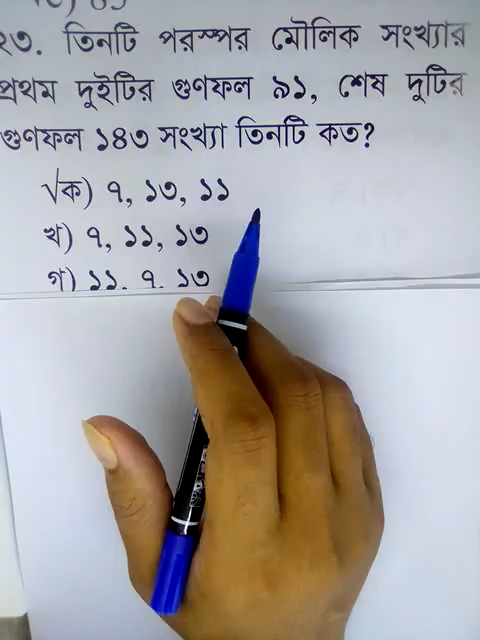 ২৩. তিনটি পরস্পর মৌলিক সংখ্যার
প্রথম দুইটির গুণফল ৯১, শেষ দুটির
গুণফল ১৪৩ সংখ্যা তিনটি কত?
√ক) ৭, ১৩, ১১
খ) ৭, ১১, ১৩
গ) ১১, ৭, ১৩